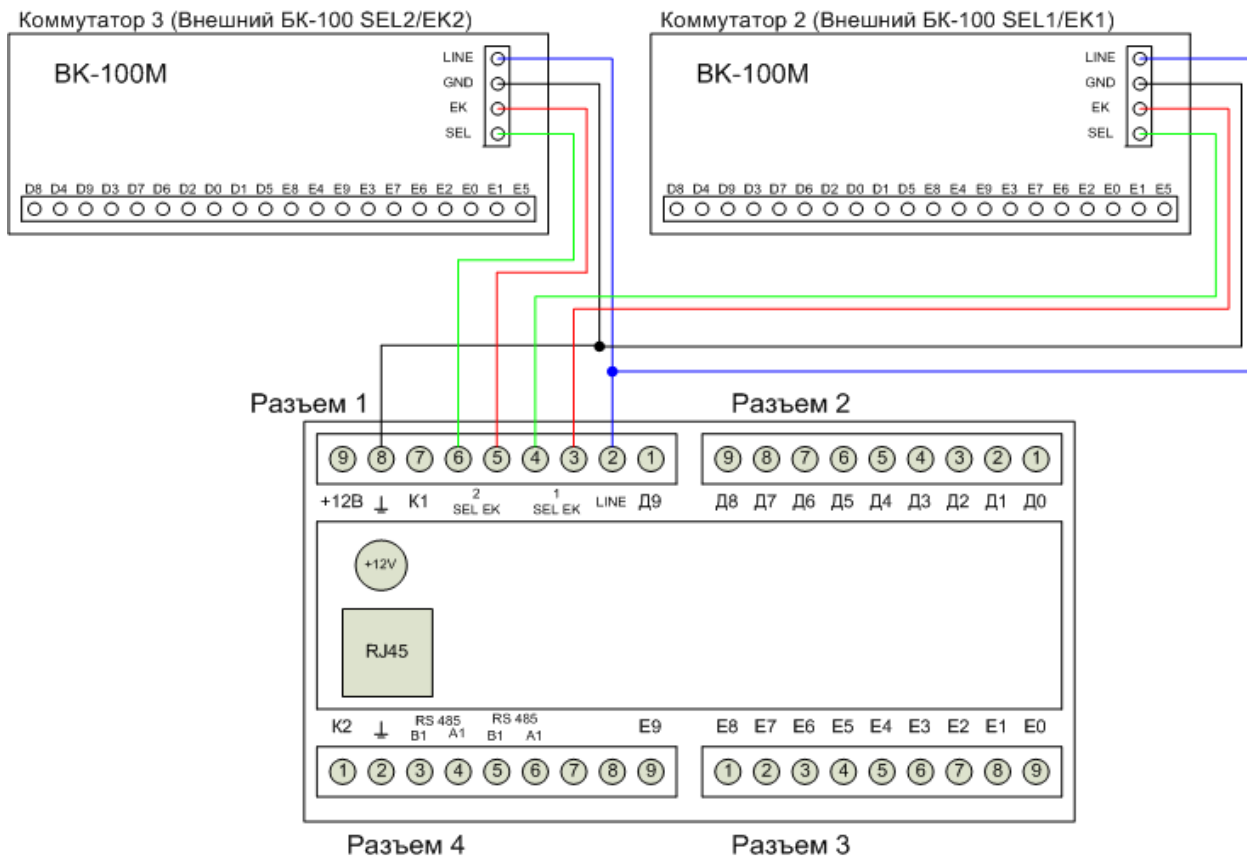 Коммутатор 3 (Внешний БК-100 SEL2/EK2)
Коммутатор 2 (Внешний БК-100 SEL1/EK1)
ВК-100М
LINE
GND
EK
SEL
D8 D4 D9 D3 D7 D6 D2 D0 D1 D5 E8 E4 E9 E3 E7 E6 E2 E0 E1 E5
ВК-100М
LINE
GND
EK
SEL
D8 D4 D9 D3 D7 D6 D2 D0 D1 D5 E8 E4 E9 E3 E7 E6 E2 E0 E1 E5
Разъем 1
Разъем 2
9 8 7 6 5 4 3 2 1
9 8 7 6 5 4 3 2 1
+12В К1 2 SEL EK 1 SEL EK LINE Д9
Д8 Д7 Д6 Д5 Д4 Д3 Д2 Д1 Д0
+12V
RJ45
К2 RS 485 B1 A1 RS 485 B1 A1 E9
E8 E7 E6 E5 E4 E3 E2 E1 E0
1 2 3 4 5 6 7 8 9
1 2 3 4 5 6 7 8 9
Разъем 4
Разъем 3